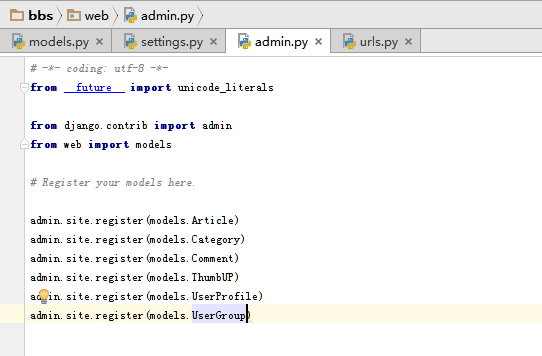 bbs web admin.py
models.py settings.py admin.py urls.py
# -*- coding: utf-8 -*-
from __future__ import unicode_literals
from django.contrib import admin
from web import models
# Register your models here.
admin.site.register(models.Article)
admin.site.register(models.Category)
admin.site.register(models.Comment)
admin.site.register(models.ThumbUP)
admin.site.register(models.UserProfile)
admin.site.register(models.UserGroup)